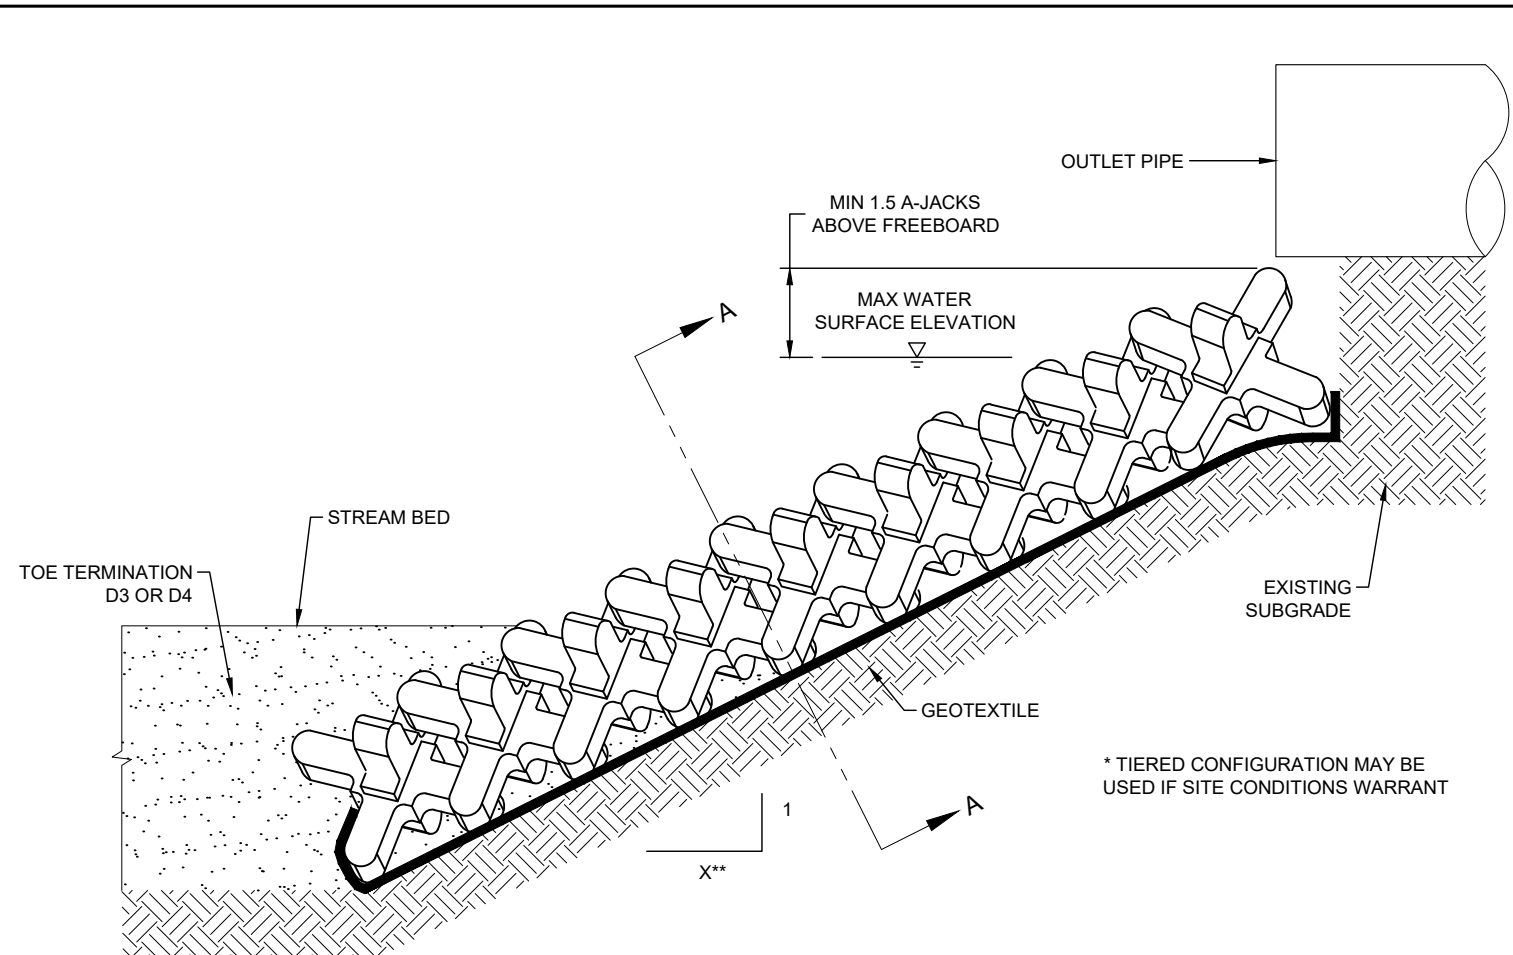 OUTLET PIPE
MIN 1.5 A-JACKS
ABOVE FREEBOARD
MAX WATER
SURFACE ELEVATION
A
STREAM BED
TOE TERMINATION
D3 OR D4
EXISTING
SUBGRADE
GEOTEXTILE
* TIERED CONFIGURATION MAY BE
USED IF SITE CONDITIONS WARRANT
1
A
X**